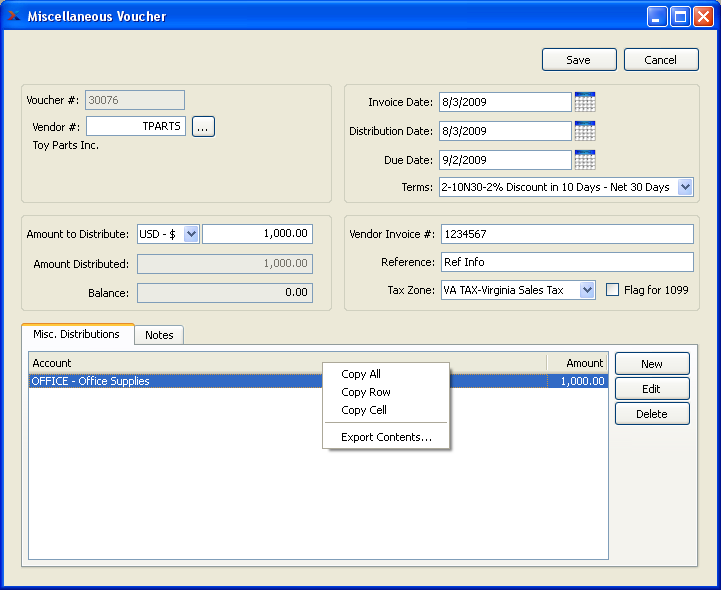 Miscellaneous Voucher
Save Cancel
Voucher #: 30076
Vendor #: TPARTS ...
Toy Parts Inc.
Invoice Date: 8/3/2009
Distribution Date: 8/3/2009
Due Date: 9/2/2009
Terms: 2-10N30-2% Discount in 10 Days - Net 30 Days
Amount to Distribute: USD - $ 1,000.00
Amount Distributed: 1,000.00
Balance: 0.00
Vendor Invoice #: 1234567
Reference: Ref Info
Tax Zone: VA TAX-Virginia Sales Tax Flag for 1099
Misc. Distributions Notes
Account Amount
OFFICE - Office Supplies 1,000.00
Copy All
Copy Row
Copy Cell
Export Contents...
New
Edit
Delete